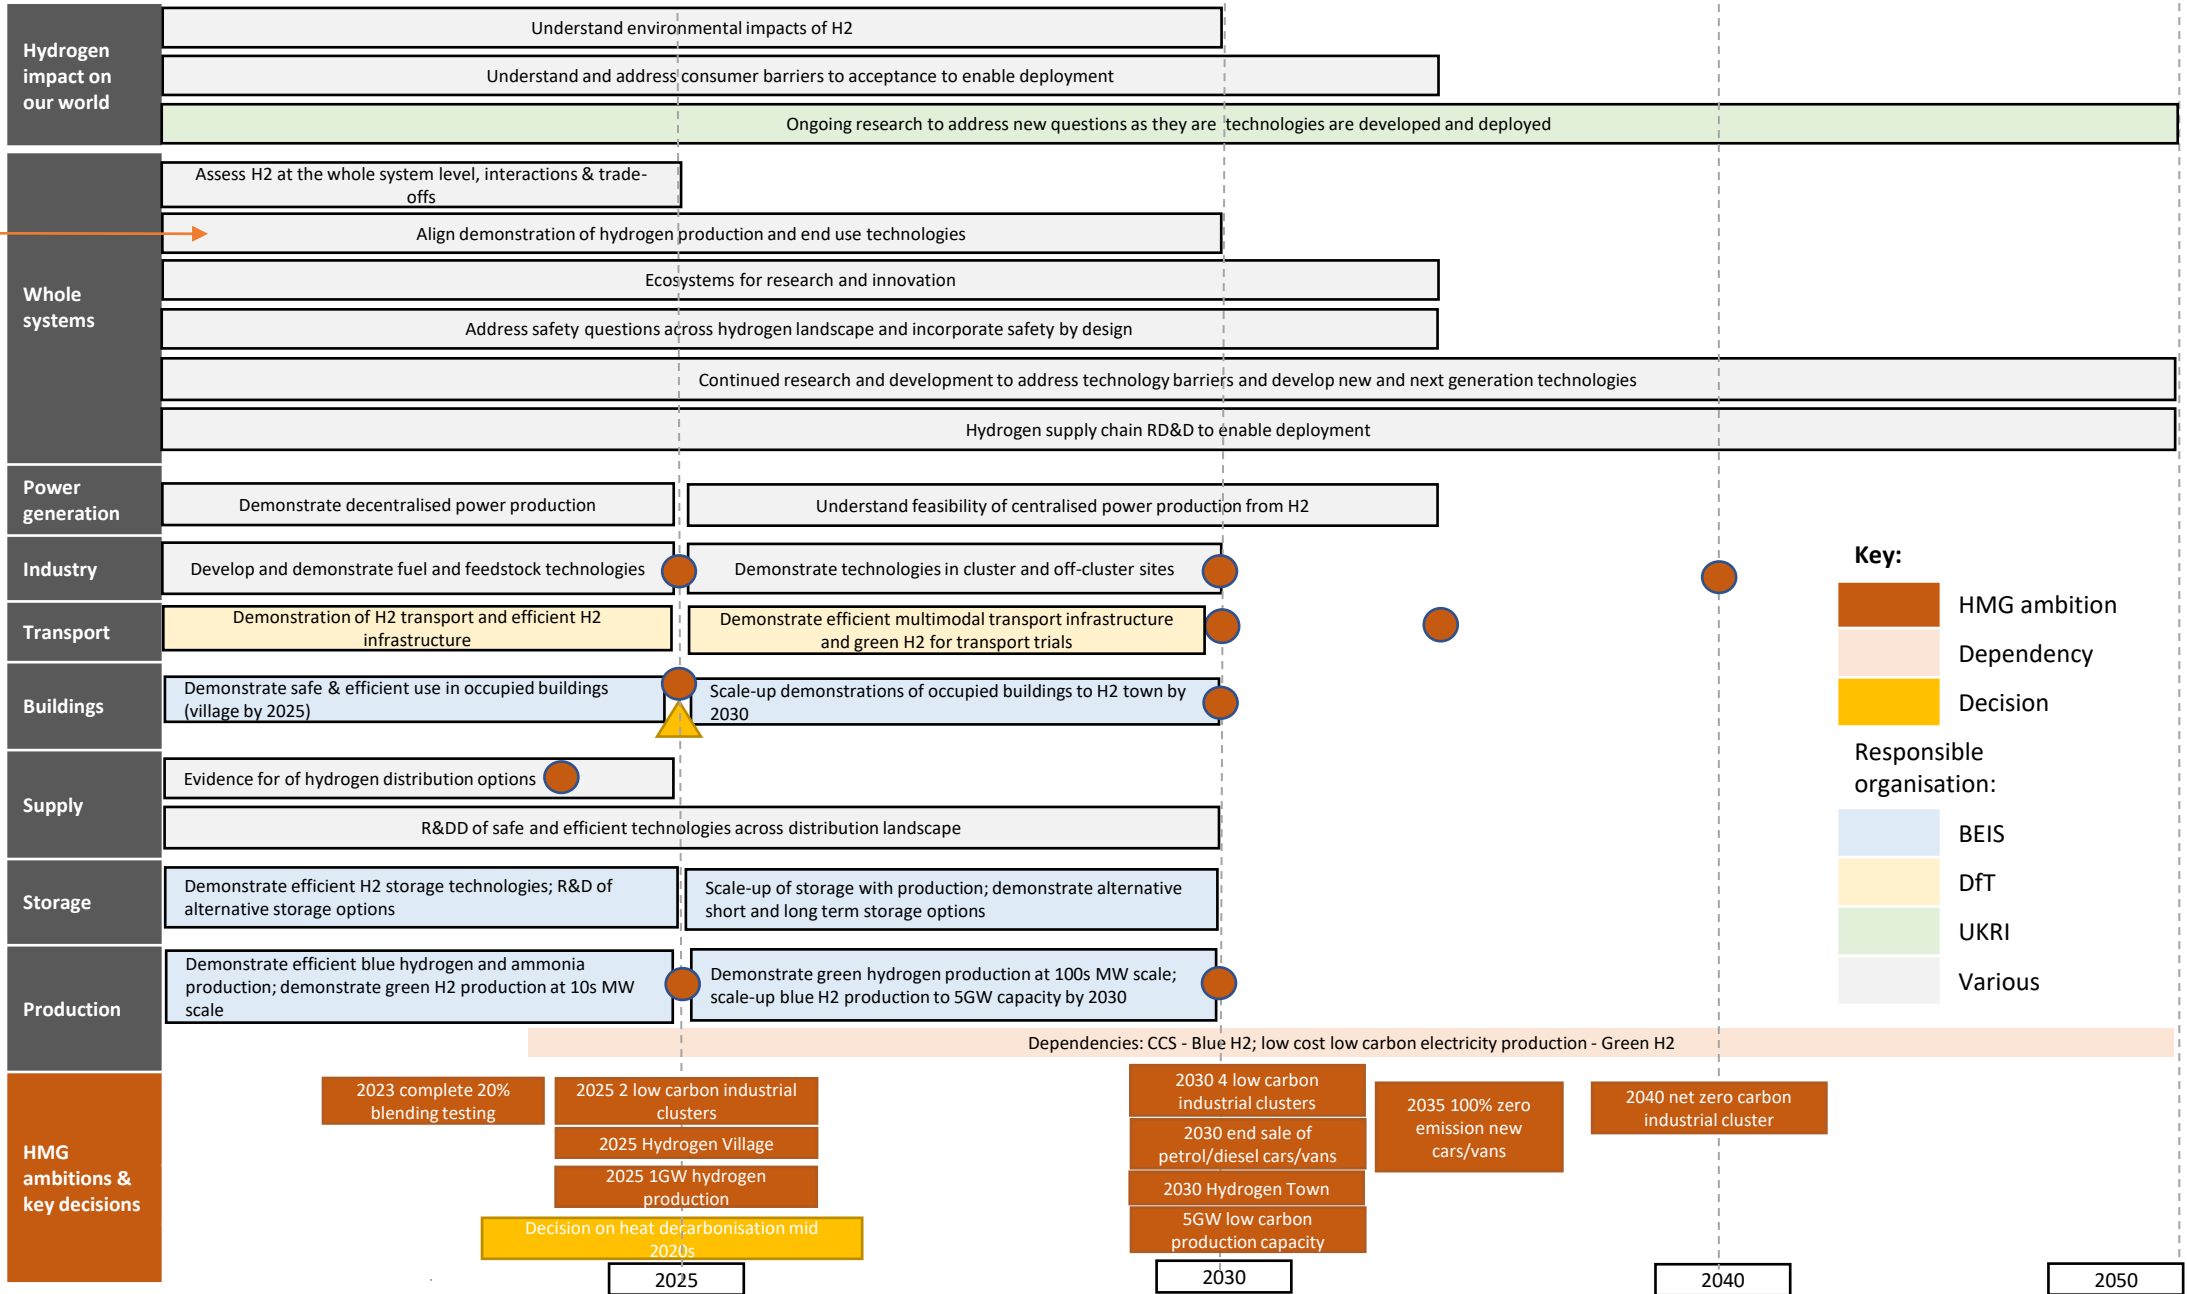 Hydrogen
impact on
our world
Understand environmental impacts of H2
Understand and address consumer barriers to acceptance to enable deployment
Ongoing research to address new questions as they are technologies are developed and deployed
Whole
systems
Assess H2 at the whole system level, interactions & trade-
offs
Align demonstration of hydrogen production and end use technologies
Ecosystems for research and innovation
Address safety questions across hydrogen landscape and incorporate safety by design
Continued research and development to address technology barriers and develop new and next generation technologies
Hydrogen supply chain RD&D to enable deployment
Power
generation
Demonstrate decentralised power production
Understand feasibility of centralised power production from H2
Industry
Develop and demonstrate fuel and feedstock technologies
Demonstrate technologies in cluster and off-cluster sites
Transport
Demonstration of H2 transport and efficient H2
infrastructure
Demonstrate efficient multimodal transport infrastructure
and green H2 for transport trials
Buildings
Demonstrate safe & efficient use in occupied buildings
(village by 2025)
Scale-up demonstrations of occupied buildings to H2 town by
2030
Supply
Evidence for of hydrogen distribution options
R&DD of safe and efficient technologies across distribution landscape
Storage
Demonstrate efficient H2 storage technologies; R&D of
alternative storage options
Scale-up of storage with production; demonstrate alternative
short and long term storage options
Production
Demonstrate efficient blue hydrogen and ammonia
production; demonstrate green H2 production at 10s MW
scale
Demonstrate green hydrogen production at 100s MW scale;
scale-up blue H2 production to 5GW capacity by 2030
Dependencies: CCS - Blue H2; low cost low carbon electricity production - Green H2
HMG
ambitions &
key decisions
2023 complete 20%
blending testing
2025 2 low carbon industrial
clusters
2025 Hydrogen Village
2025 1GW hydrogen
production
Decision on heat decarbonisation mid
2020s
2030 4 low carbon
industrial clusters
2030 end sale of
petrol/diesel cars/vans
2030 Hydrogen Town
5GW low carbon
production capacity
2035 100% zero
emission new
cars/vans
2040 net zero carbon
industrial cluster
2025
2030
2040
2050
Key:
HMG ambition
Dependency
Decision
Responsible
organisation:
BEIS
DfT
UKRI
Various